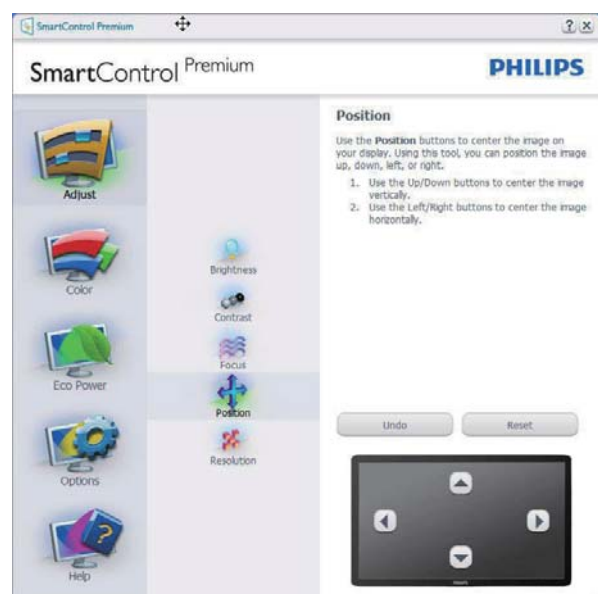 SmartControl Premium
? ×
SmartControl Premium
PHILIPS
Adjust
Color
Eco Power
Options
Help
Brightness
Contrast
Focus
Position
Resolution
Position
Use the Position buttons to center the image on
your display. Using this tool, you can position the image
up, down, left, or right.
1. Use the Up/Down buttons to center the image
vertically.
2. Use the Left/Right buttons to center the image
horizontally.
Undo Reset
PHILIPS